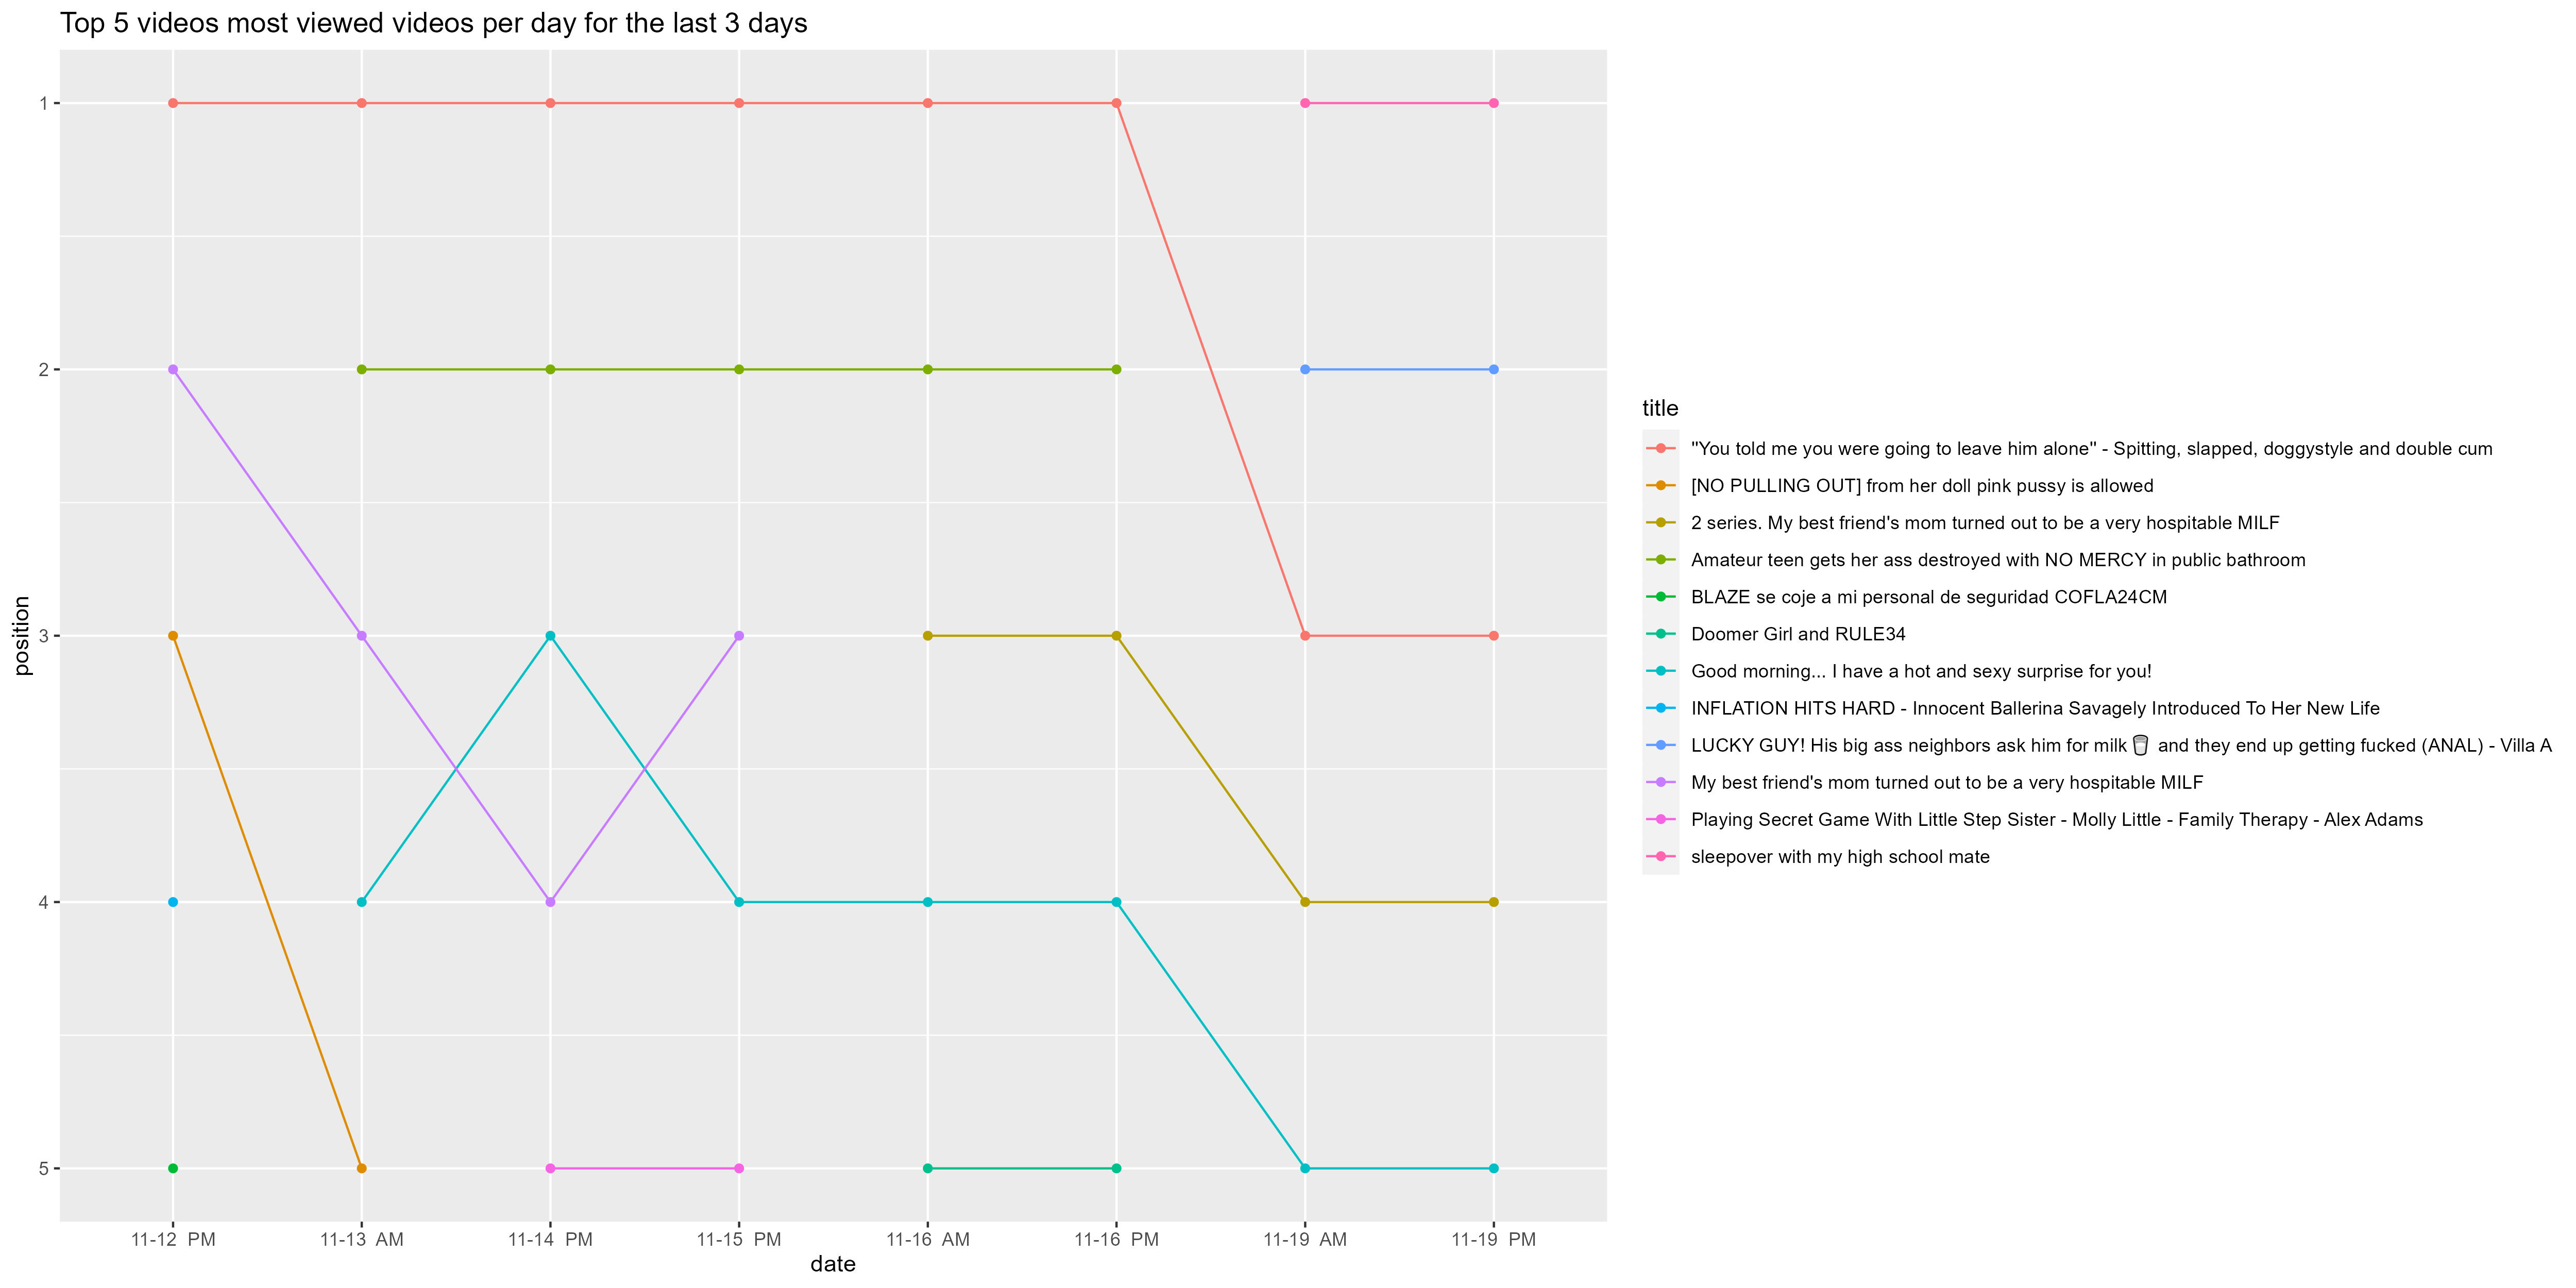 Top 5 videos most viewed videos per day for the last 3 days
position
1
2
3
4
5
11-12 PM
11-13 AM
11-14 PM
11-15 PM
11-16 AM
11-16 PM
11-19 AM
11-19 PM
date
title
"You told me you were going to leave him alone" - Spitting, slapped, doggystyle and double cum
[NO PULLING OUT] from her doll pink pussy is allowed
2 series. My best friend's mom turned out to be a very hospitable MILF
Amateur teen gets her ass destroyed with NO MERCY in public bathroom
BLAZE se coje a mi personal de seguridad COFLA24CM
Doomer Girl and RULE34
Good morning... I have a hot and sexy surprise for you!
INFLATION HITS HARD - Innocent Ballerina Savagely Introduced To Her New Life
LUCKY GUY! His big ass neighbors ask him for milk 🥛 and they end up getting fucked (ANAL) - Villa A
My best friend's mom turned out to be a very hospitable MILF
Playing Secret Game With Little Step Sister - Molly Little - Family Therapy - Alex Adams
sleepover with my high school mate